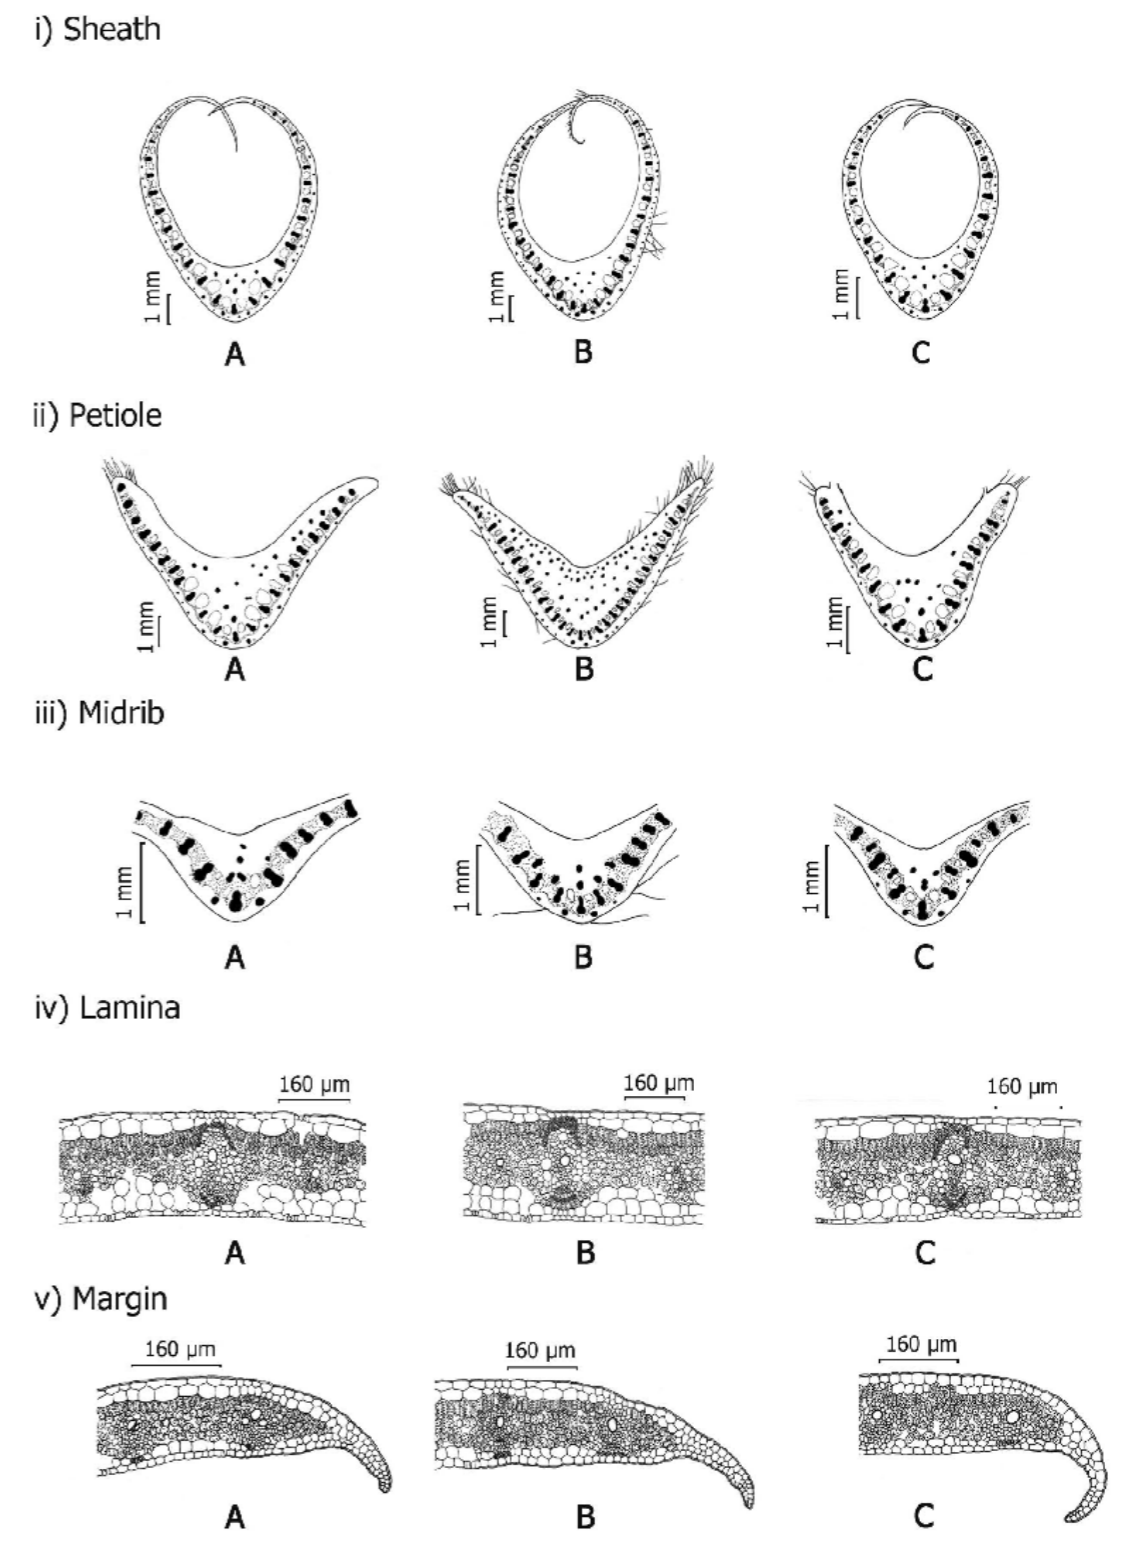 i) Sheath
1 mm
1 mm
1 mm
A
B
C
ii) Petiole
1 mm
1 mm
1 mm
A
B
C
iii) Midrib
1 mm
1 mm
1 mm
A
B
C
iv) Lamina
160 µm
160 µm
160 µm
A
B
C
v) Margin
160 µm
160 µm
160 µm
A
B
C